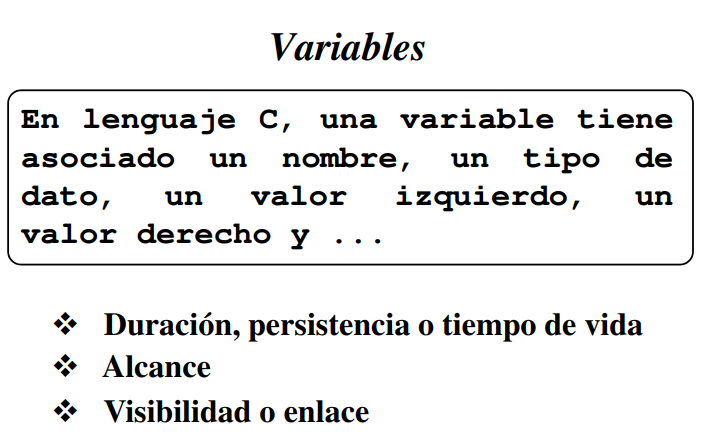 Variables
En lenguaje C, una variable tiene
asociado un nombre, un tipo de
dato, un valor izquierdo, un
valor derecho y ...
❖ Duración, persistencia o tiempo de vida
❖ Alcance
❖ Visibilidad o enlace